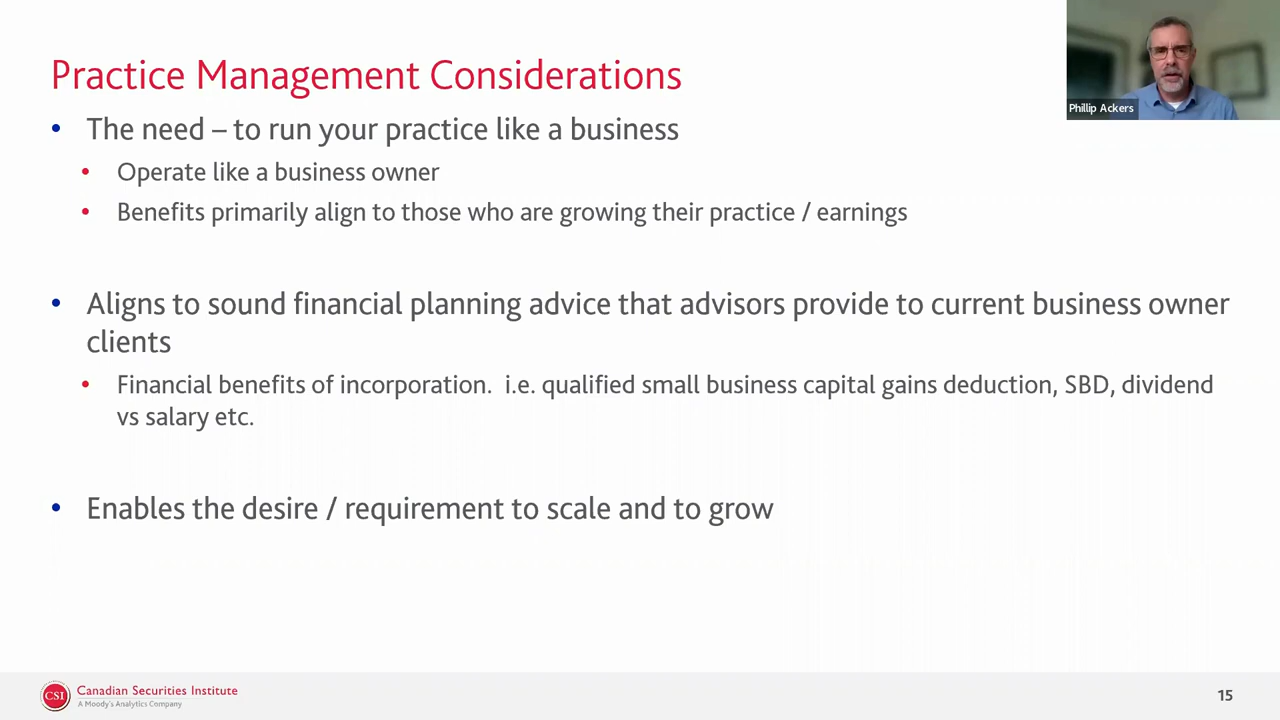 Practice Management Considerations
• The need – to run your practice like a business
• Operate like a business owner
• Benefits primarily align to those who are growing their practice / earnings
• Aligns to sound financial planning advice that advisors provide to current business owner
clients
• Financial benefits of incorporation.  i.e. qualified small business capital gains deduction, SBD, dividend
vs salary etc.
• Enables the desire / requirement to scale and to grow
Phillip Ackers
CSI
Canadian Securities Institute
A Moody's Analytics Company
15